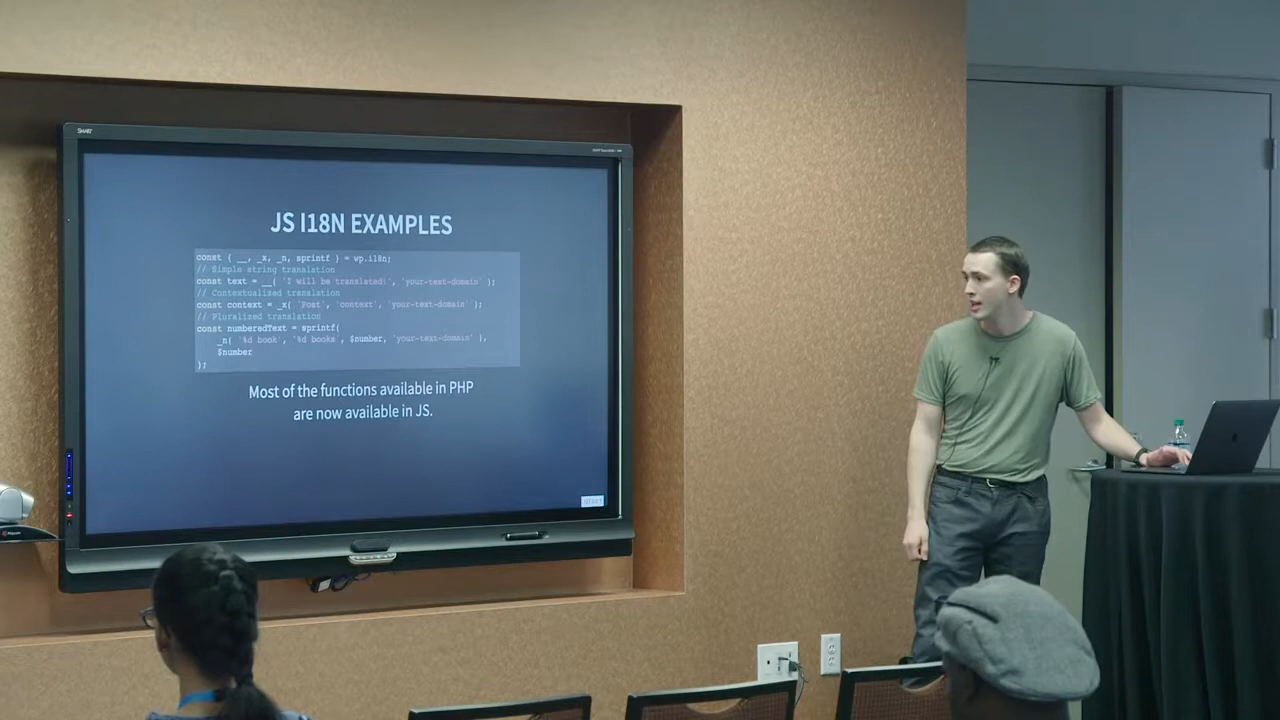 SMART
JS I18N EXAMPLES
const { __, _x, _n, sprintf } = wp.i18n;
// Simple string translation
const text = __( 'I will be translated!', 'your-text-domain' );
// Contextualized translation
const context = _x( 'Post', 'context', 'your-text-domain' );
// Pluralized translation
const numberedText = sprintf(
_n( '%d book', '%d books', $number, 'your-text-domain' ),
$number
);
Most of the functions available in PHP
are now available in JS.